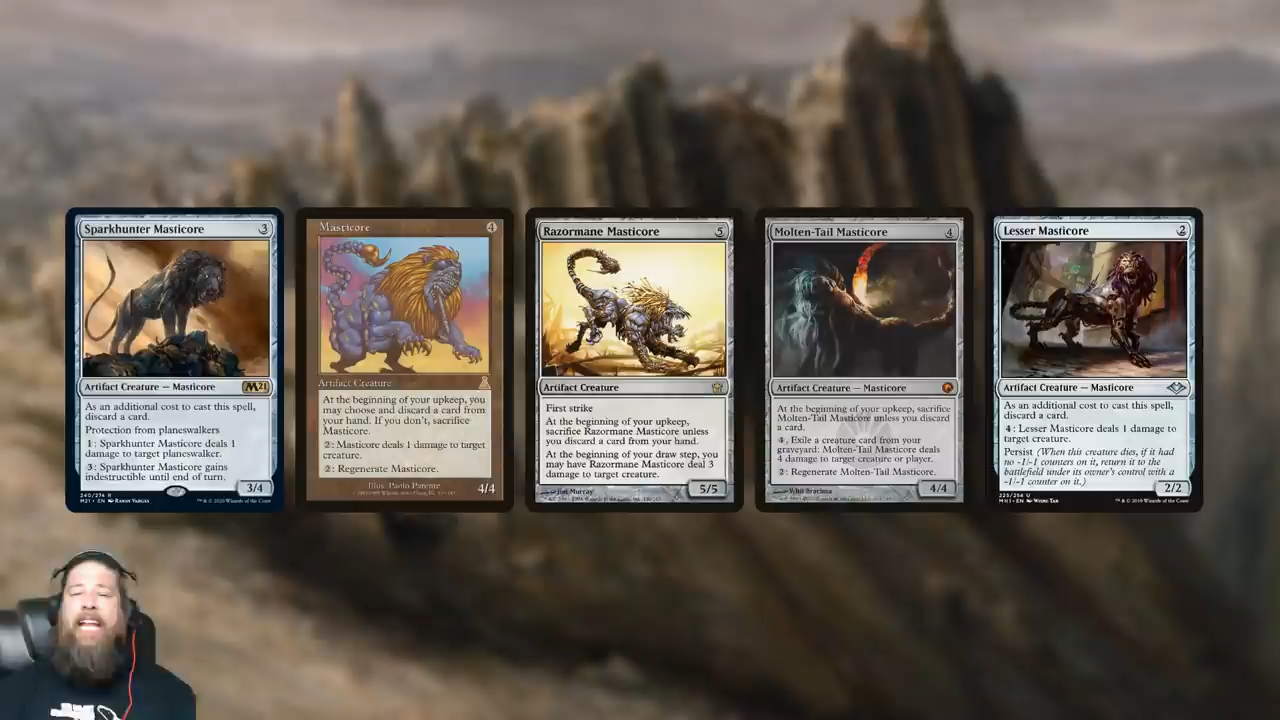 Sparkhunter Masticore 3
Artifact Creature — Masticore M21
As an additional cost to cast this spell,
discard a card.
Protection from planeswalkers
1: Sparkhunter Masticore deals 1
damage to target planeswalker.
3: Sparkhunter Masticore gains
indestructible until end of turn.
3/4
240/274 R
M21 • EN
Masticore 4
Artifact Creature
At the beginning of your upkeep, you
may choose and discard a card from
your hand. If you don't, sacrifice
Masticore.
2: Masticore deals 1 damage to target
creature.
2: Regenerate Masticore.
Illus. Paolo Parente
4/4
Razormane Masticore 5
Artifact Creature
First strike
At the beginning of your upkeep,
sacrifice Razormane Masticore unless
you discard a card from your hand.
At the beginning of your draw step, you
may have Razormane Masticore deal 3
damage to target creature.
Jim Murray
5/5
Molten-Tail Masticore 4
Artifact Creature — Masticore
At the beginning of your upkeep, sacrifice
Molten-Tail Masticore unless you discard
a card.
4, Exile a creature card from your
graveyard: Molten-Tail Masticore deals
4 damage to target creature or player.
2: Regenerate Molten-Tail Masticore.
4/4
Lesser Masticore 2
Artifact Creature — Masticore
As an additional cost to cast this spell,
discard a card.
4: Lesser Masticore deals 1 damage to
target creature.
Persist (When this creature dies, if it had
no -1/-1 counters on it, return it to the
battlefield under its owner's control with a
-1/-1 counter on it.)
2/2
223/254 U
MH1 • EN